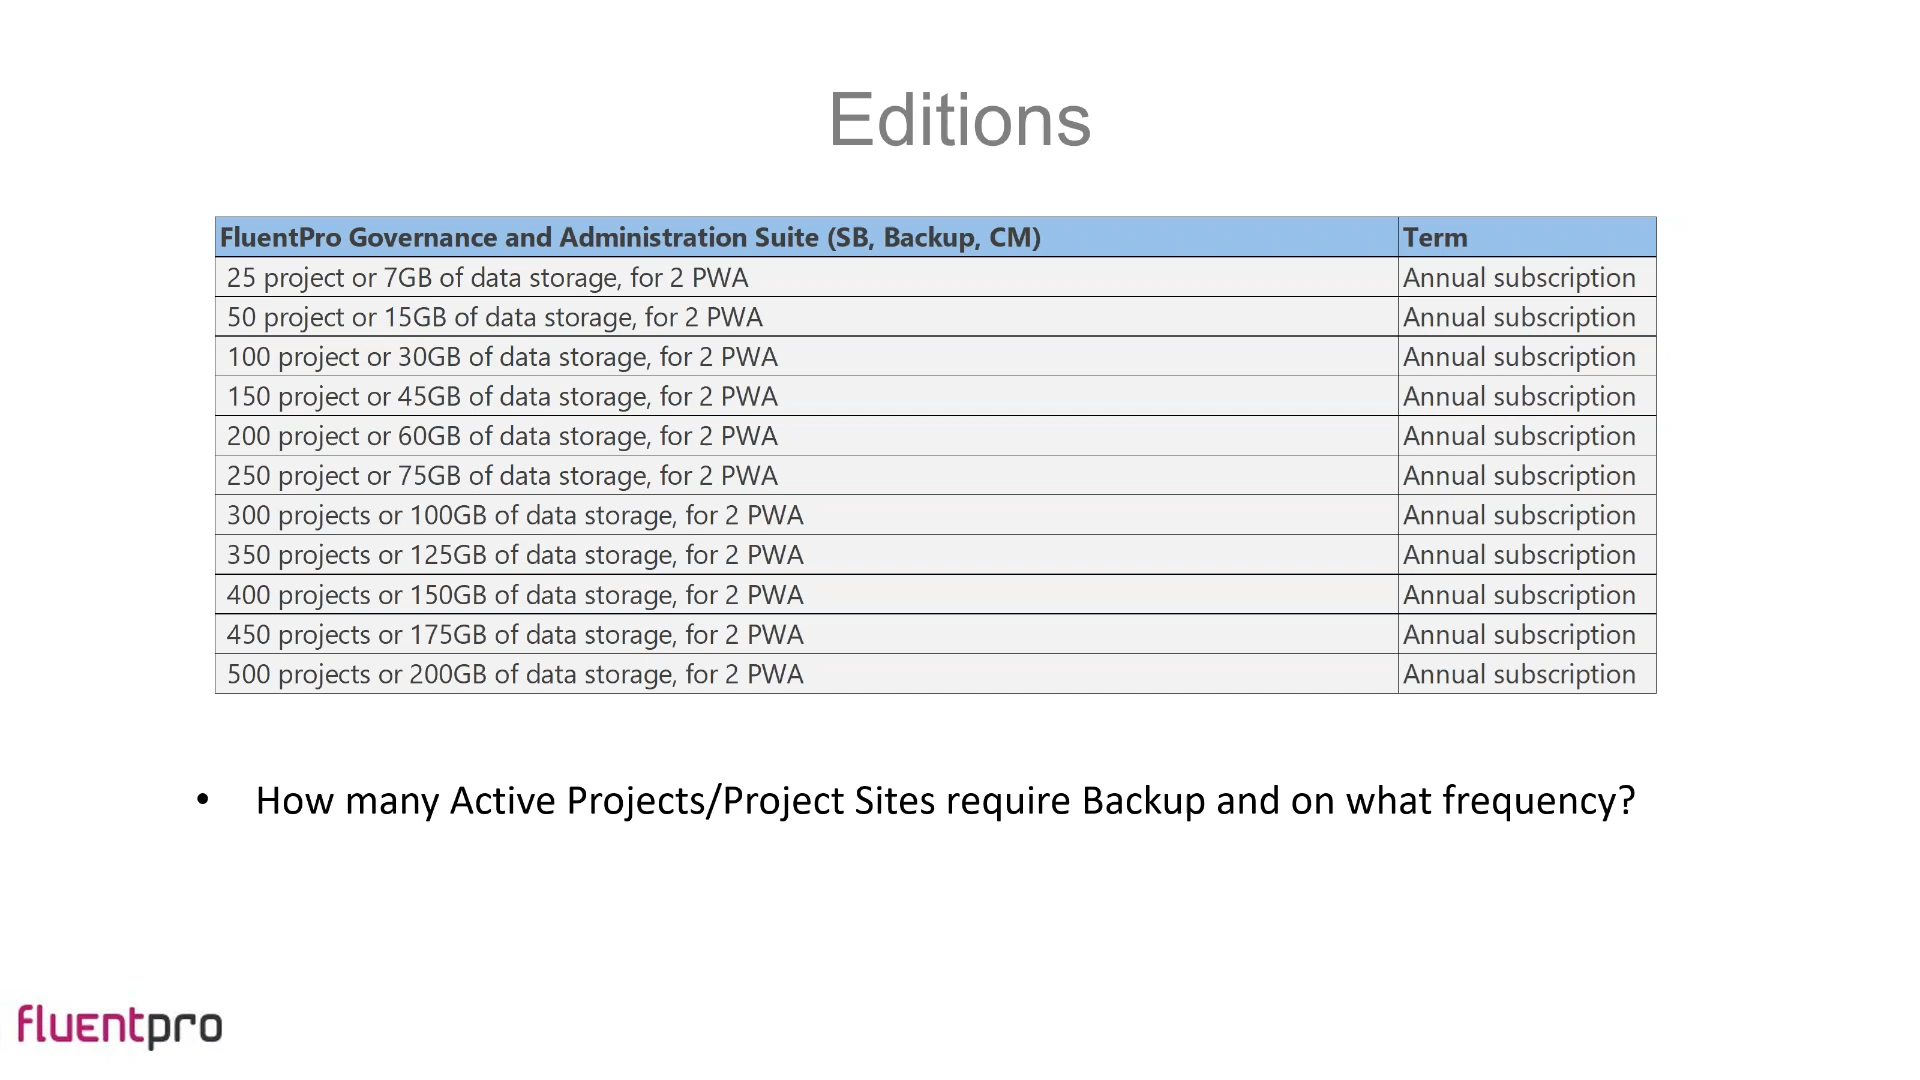 Editions
FluentPro Governance and Administration Suite (SB, Backup, CM) Term
25 project or 7GB of data storage, for 2 PWA Annual subscription
50 project or 15GB of data storage, for 2 PWA Annual subscription
100 project or 30GB of data storage, for 2 PWA Annual subscription
150 project or 45GB of data storage, for 2 PWA Annual subscription
200 project or 60GB of data storage, for 2 PWA Annual subscription
250 project or 75GB of data storage, for 2 PWA Annual subscription
300 projects or 100GB of data storage, for 2 PWA Annual subscription
350 projects or 125GB of data storage, for 2 PWA Annual subscription
400 projects or 150GB of data storage, for 2 PWA Annual subscription
450 projects or 175GB of data storage, for 2 PWA Annual subscription
500 projects or 200GB of data storage, for 2 PWA Annual subscription
• How many Active Projects/Project Sites require Backup and on what frequency?
fluentpro